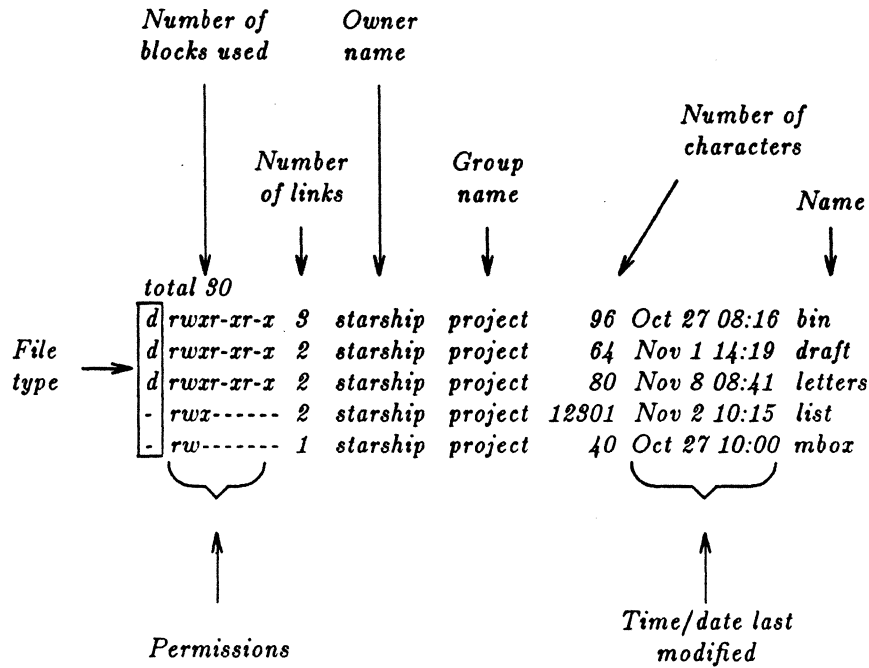 Number of
blocks used
Owner
name
Number of
characters
Number
of links
Group
name
Name
total 30
d rwxr-xr-x 3 starship project 96 Oct 27 08:16 bin
d rwxr-xr-x 2 starship project 64 Nov 1 14:19 draft
d rwxr-xr-x 2 starship project 80 Nov 8 08:41 letters
- rwx------ 2 starship project 12301 Nov 2 10:15 list
- rw------- 1 starship project 40 Oct 27 10:00 mbox
File
type
Permissions
Time/date last
modified